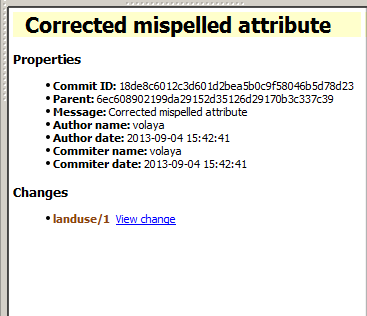 Corrected mispelled attribute
Properties
• Commit ID: 18de8c6012c3d601d2bea5b0c9f58046b5d78d23
• Parent: 6ec608902199da29152d35126d29170b3c337c39
• Message: Corrected mispelled attribute
• Author name: volaya
• Author date: 2013-09-04 15:42:41
• Commiter name: volaya
• Commiter date: 2013-09-04 15:42:41
Changes
• landuse/1 View change